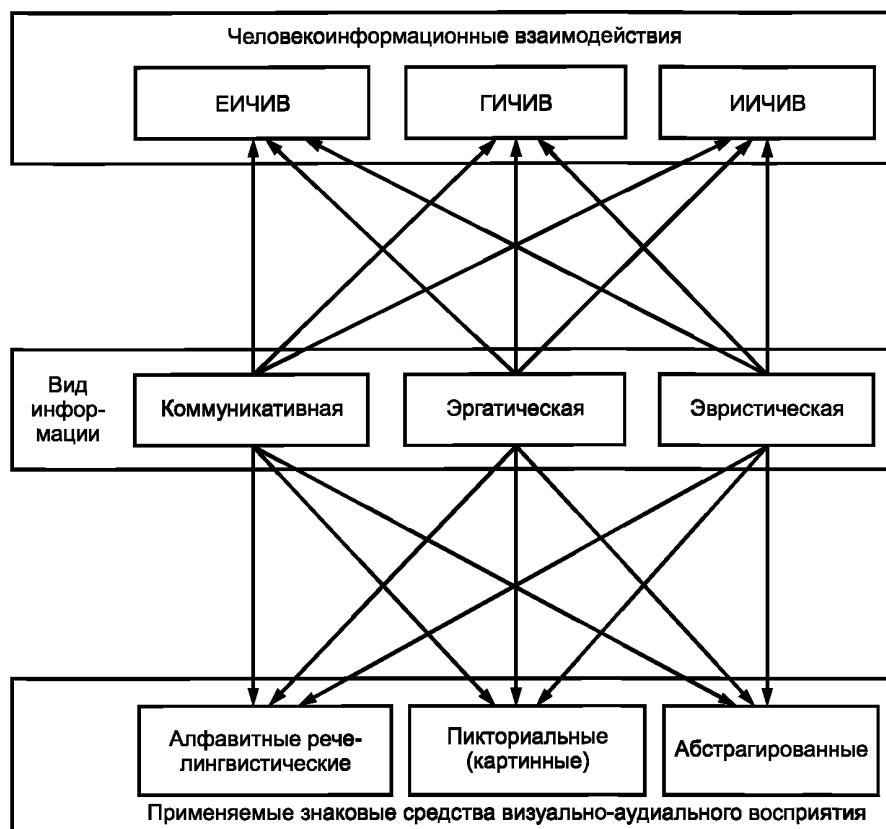 Человекоинформационные взаимодействия
ЕИЧИВ
ГИЧИВ
ИИЧИВ
Вид
инфор-
мации
Коммуникативная
Эргатическая
Эвристическая
Алфавитные рече-
лингвистические
Пикториальные
(картинные)
Абстрагированные
Применяемые знаковые средства визуально-аудиального восприятия